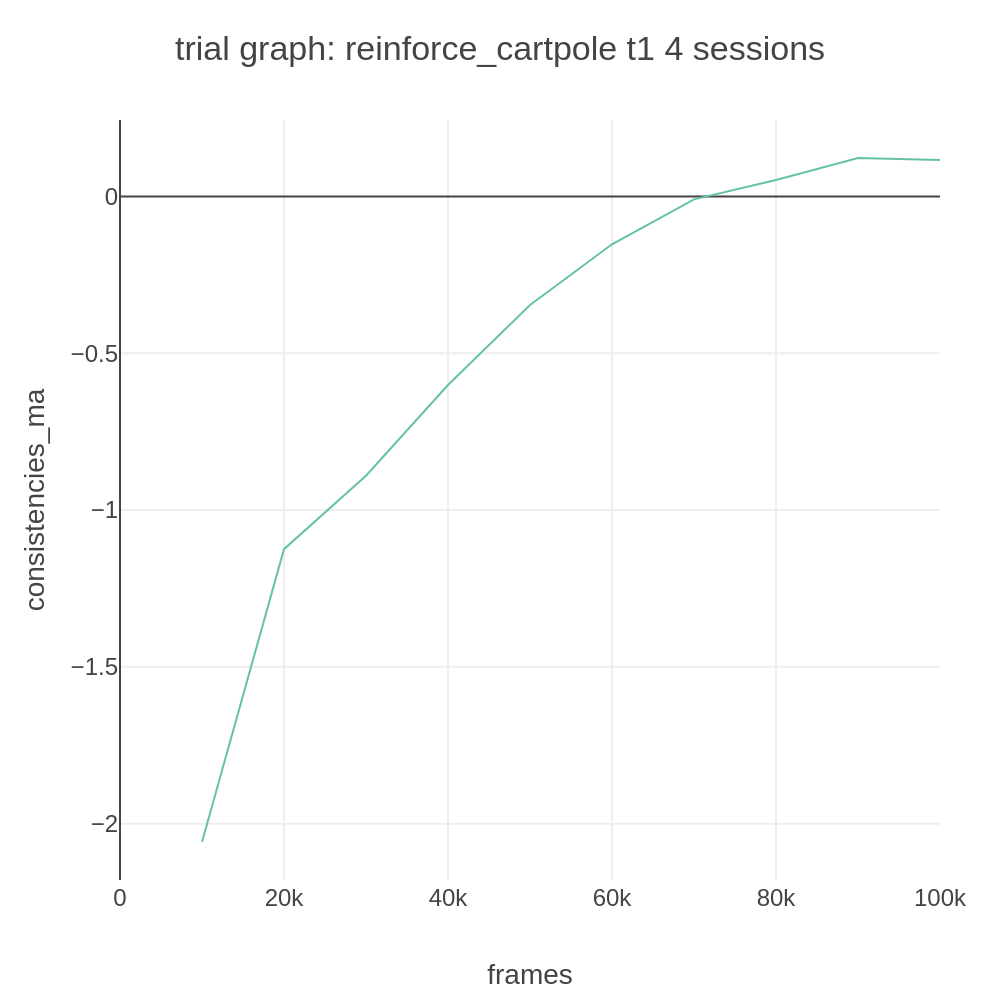 trial graph: reinforce_cartpole t1 4 sessions
consistencies_ma
0
−0.5
−1
−1.5
−2
0
20k
40k
60k
80k
100k
frames